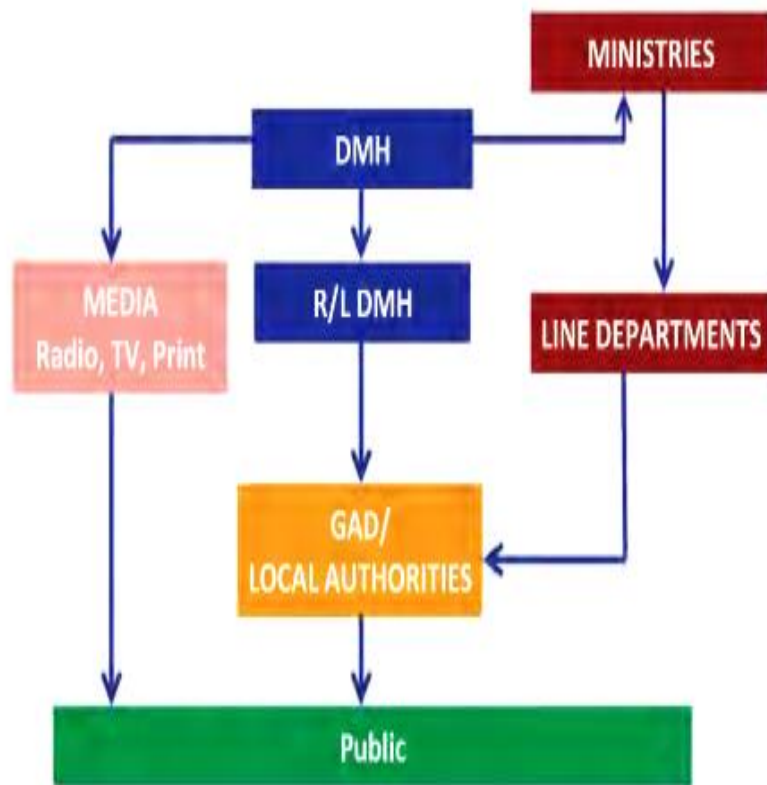 MINISTRIES
DMH
MEDIA
Radio, TV, Print
R/L DMH
LINE DEPARTMENTS
GAD/
LOCAL AUTHORITIES
Public